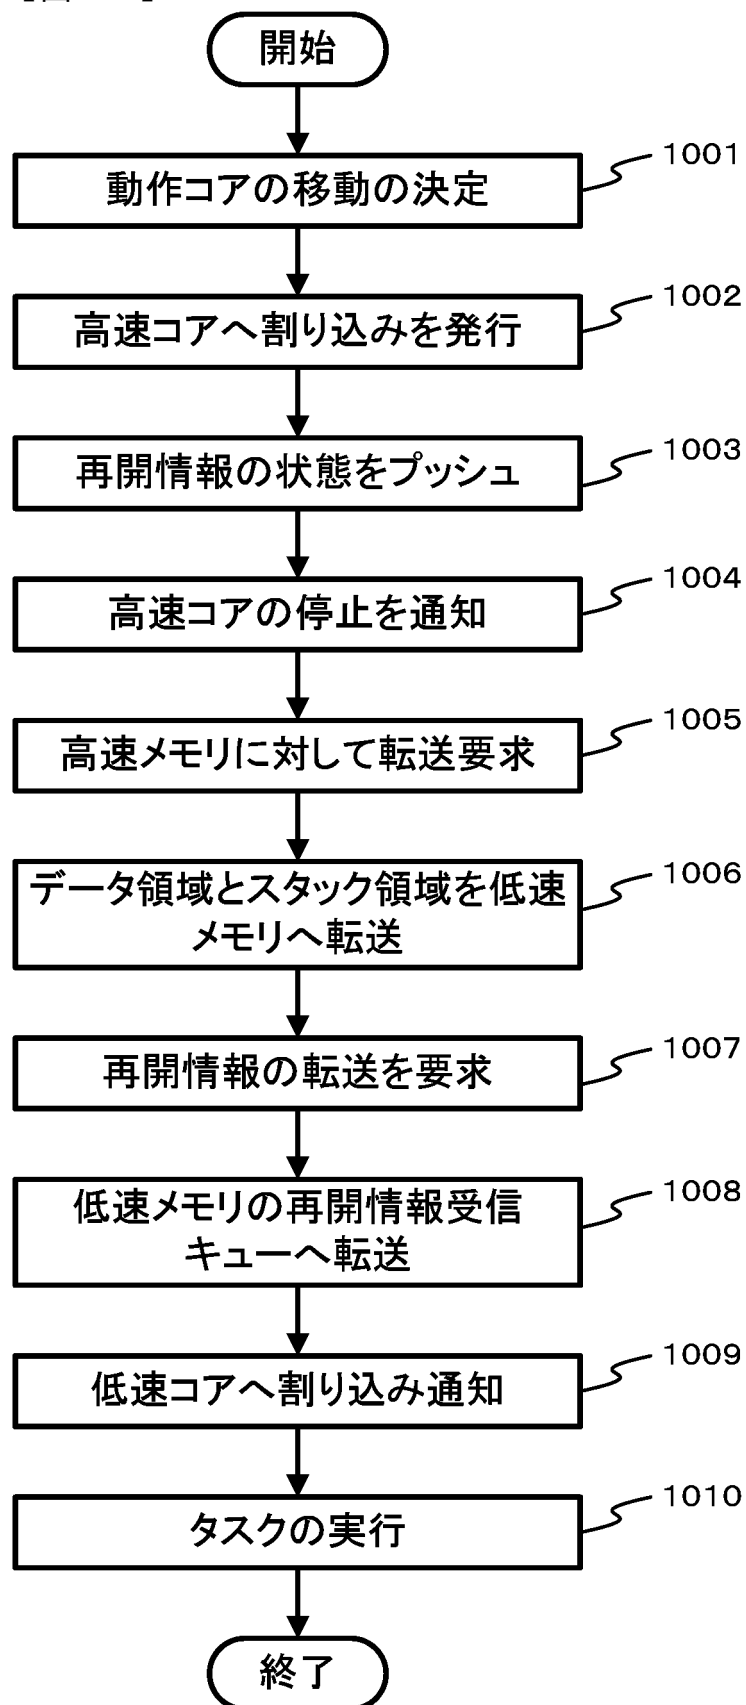 開始
動作コアの移動の決定
1001
高速コアへ割り込みを発行
1002
再開情報の状態をプッシュ
1003
高速コアの停止を通知
1004
高速メモリに対して転送要求
1005
データ領域とスタック領域を低速
メモリへ転送
1006
再開情報の転送を要求
1007
低速メモリの再開情報受信
キューへ転送
1008
低速コアへ割り込み通知
1009
タスクの実行
1010
終了